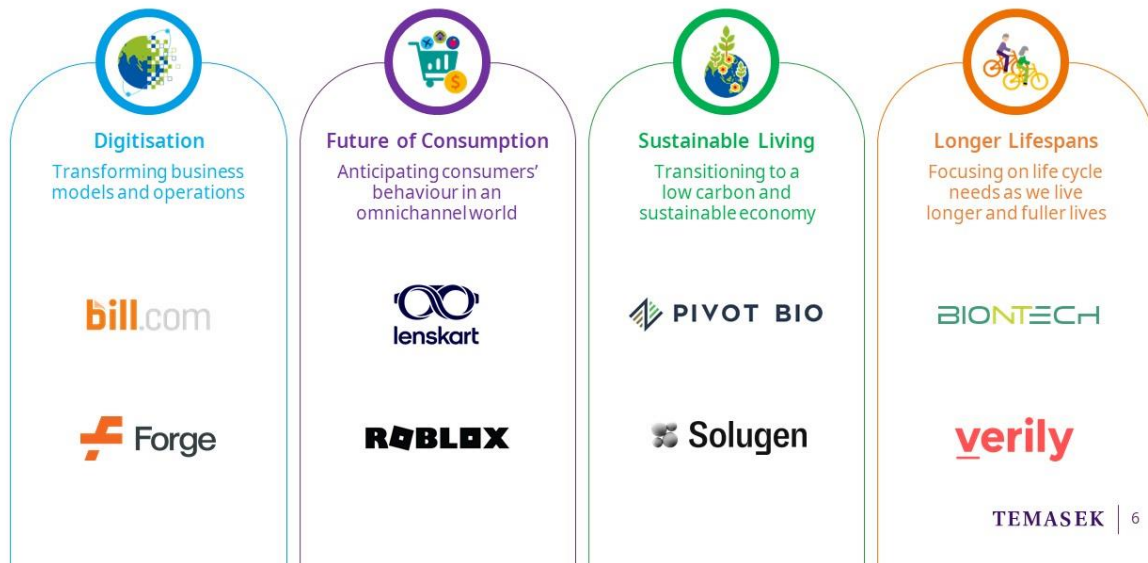 Digitisation
Transforming business
models and operations
bill.com
Forge
Future of Consumption
Anticipating consumers'
behaviour in an
omnichannel world
lenskart
ROBLOX
Sustainable Living
Transitioning to a
low carbon and
sustainable economy
PIVOT BIO
Solugen
Longer Lifespans
Focusing on life cycle
needs as we live
longer and fuller lives
BIONTECH
verily
TEMASEK | 6